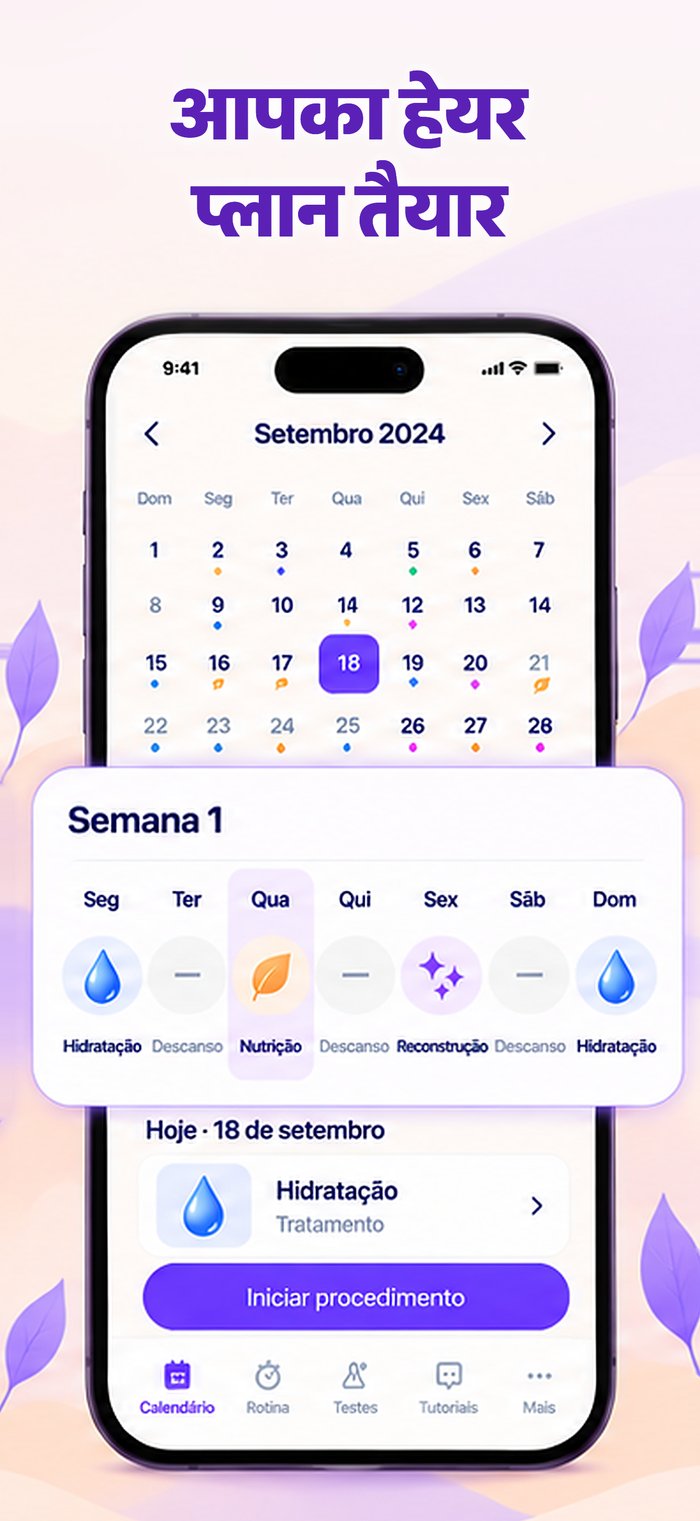 आपका हेयर
प्लान तैयार
9:41
Setembro 2024
Dom Seg Ter Qua Qui Sex Sáb
1 2 3 4 5 6 7
8 9 10 14 12 13 14
15 16 17 18 19 20 21
22 23 24 25 26 27 28
Semana 1
Seg Ter Qua Qui Sex Sãb Dom
Hidratação Descanso Nutrição Descanso Reconstrução Descanso Hidratação
Hoje · 18 de setembro
Hidratação
Tratamento
Iniciar procedimento
Calendário Rotina Testes Tutoriais Mais